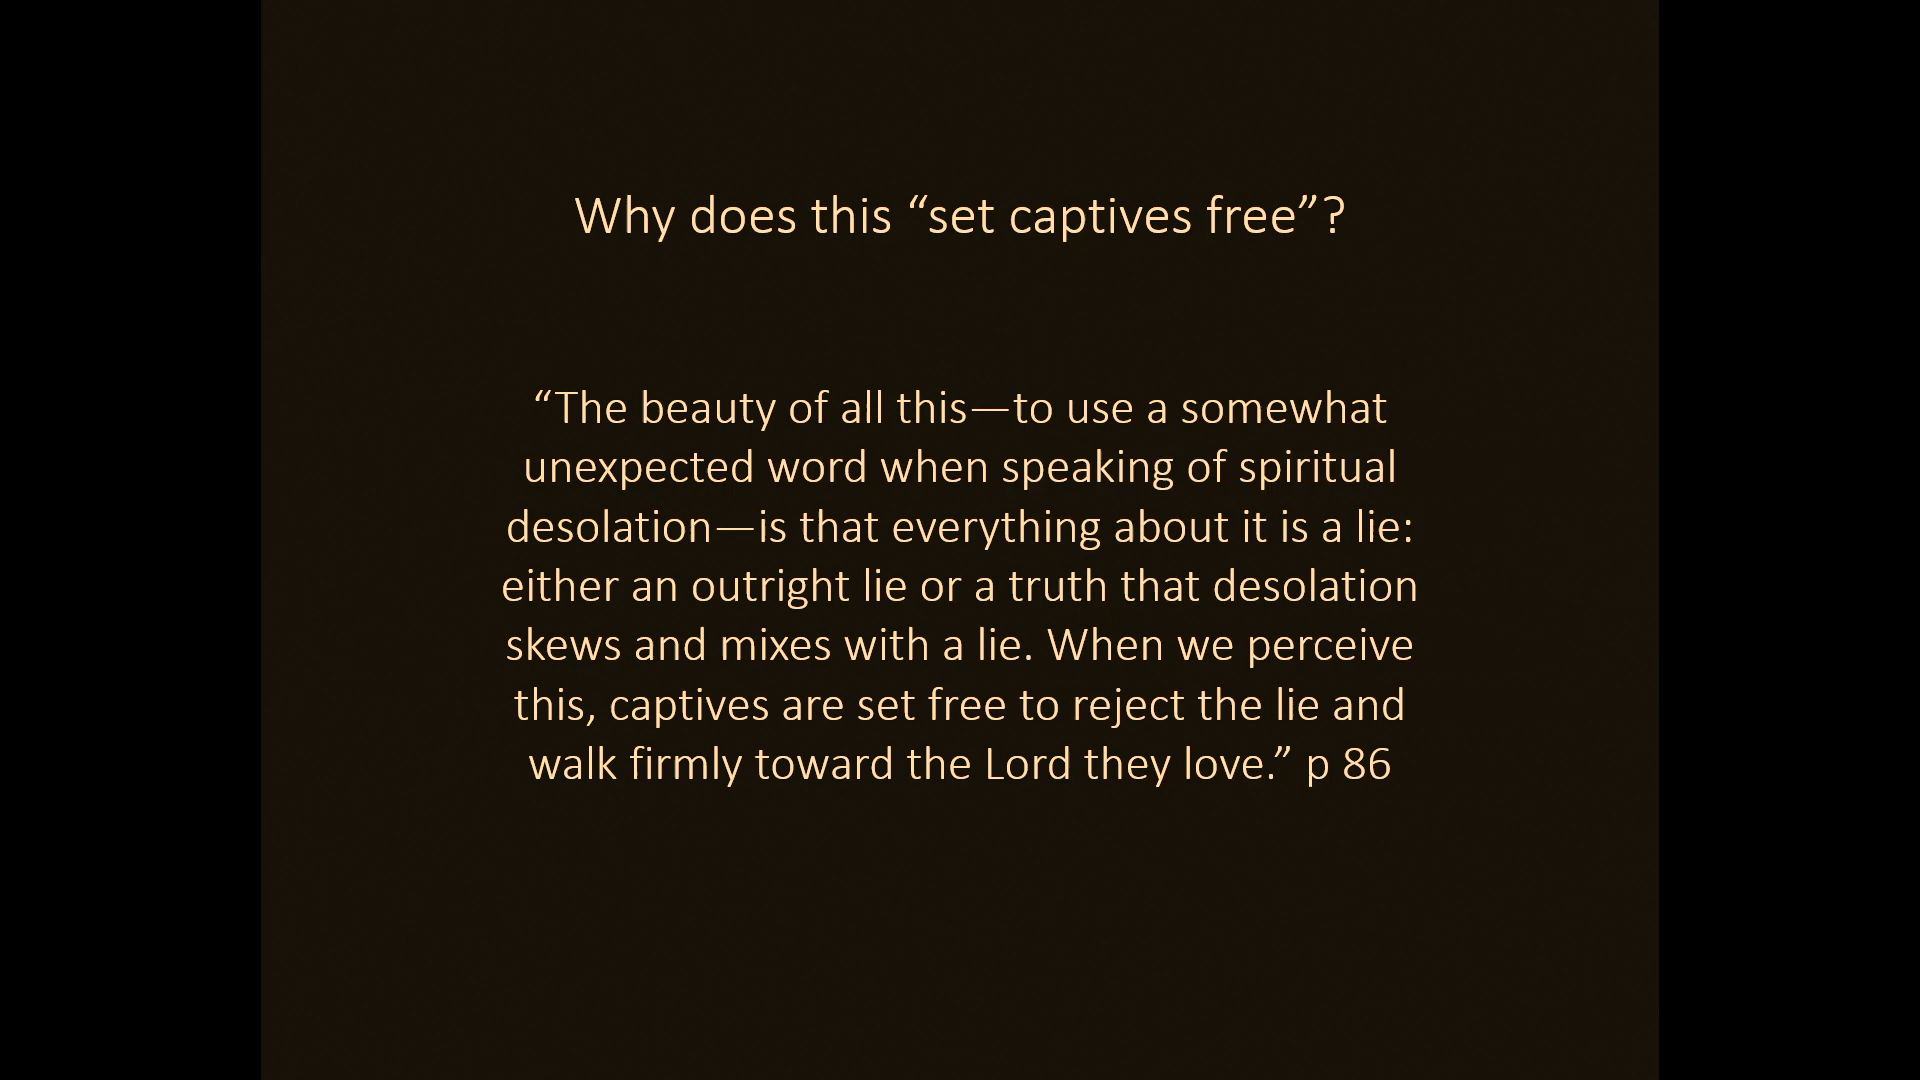 Why does this “set captives free”?
“The beauty of all this—to use a somewhat
unexpected word when speaking of spiritual
desolation—is that everything about it is a lie:
either an outright lie or a truth that desolation
skews and mixes with a lie. When we perceive
this, captives are set free to reject the lie and
walk firmly toward the Lord they love.” p 86